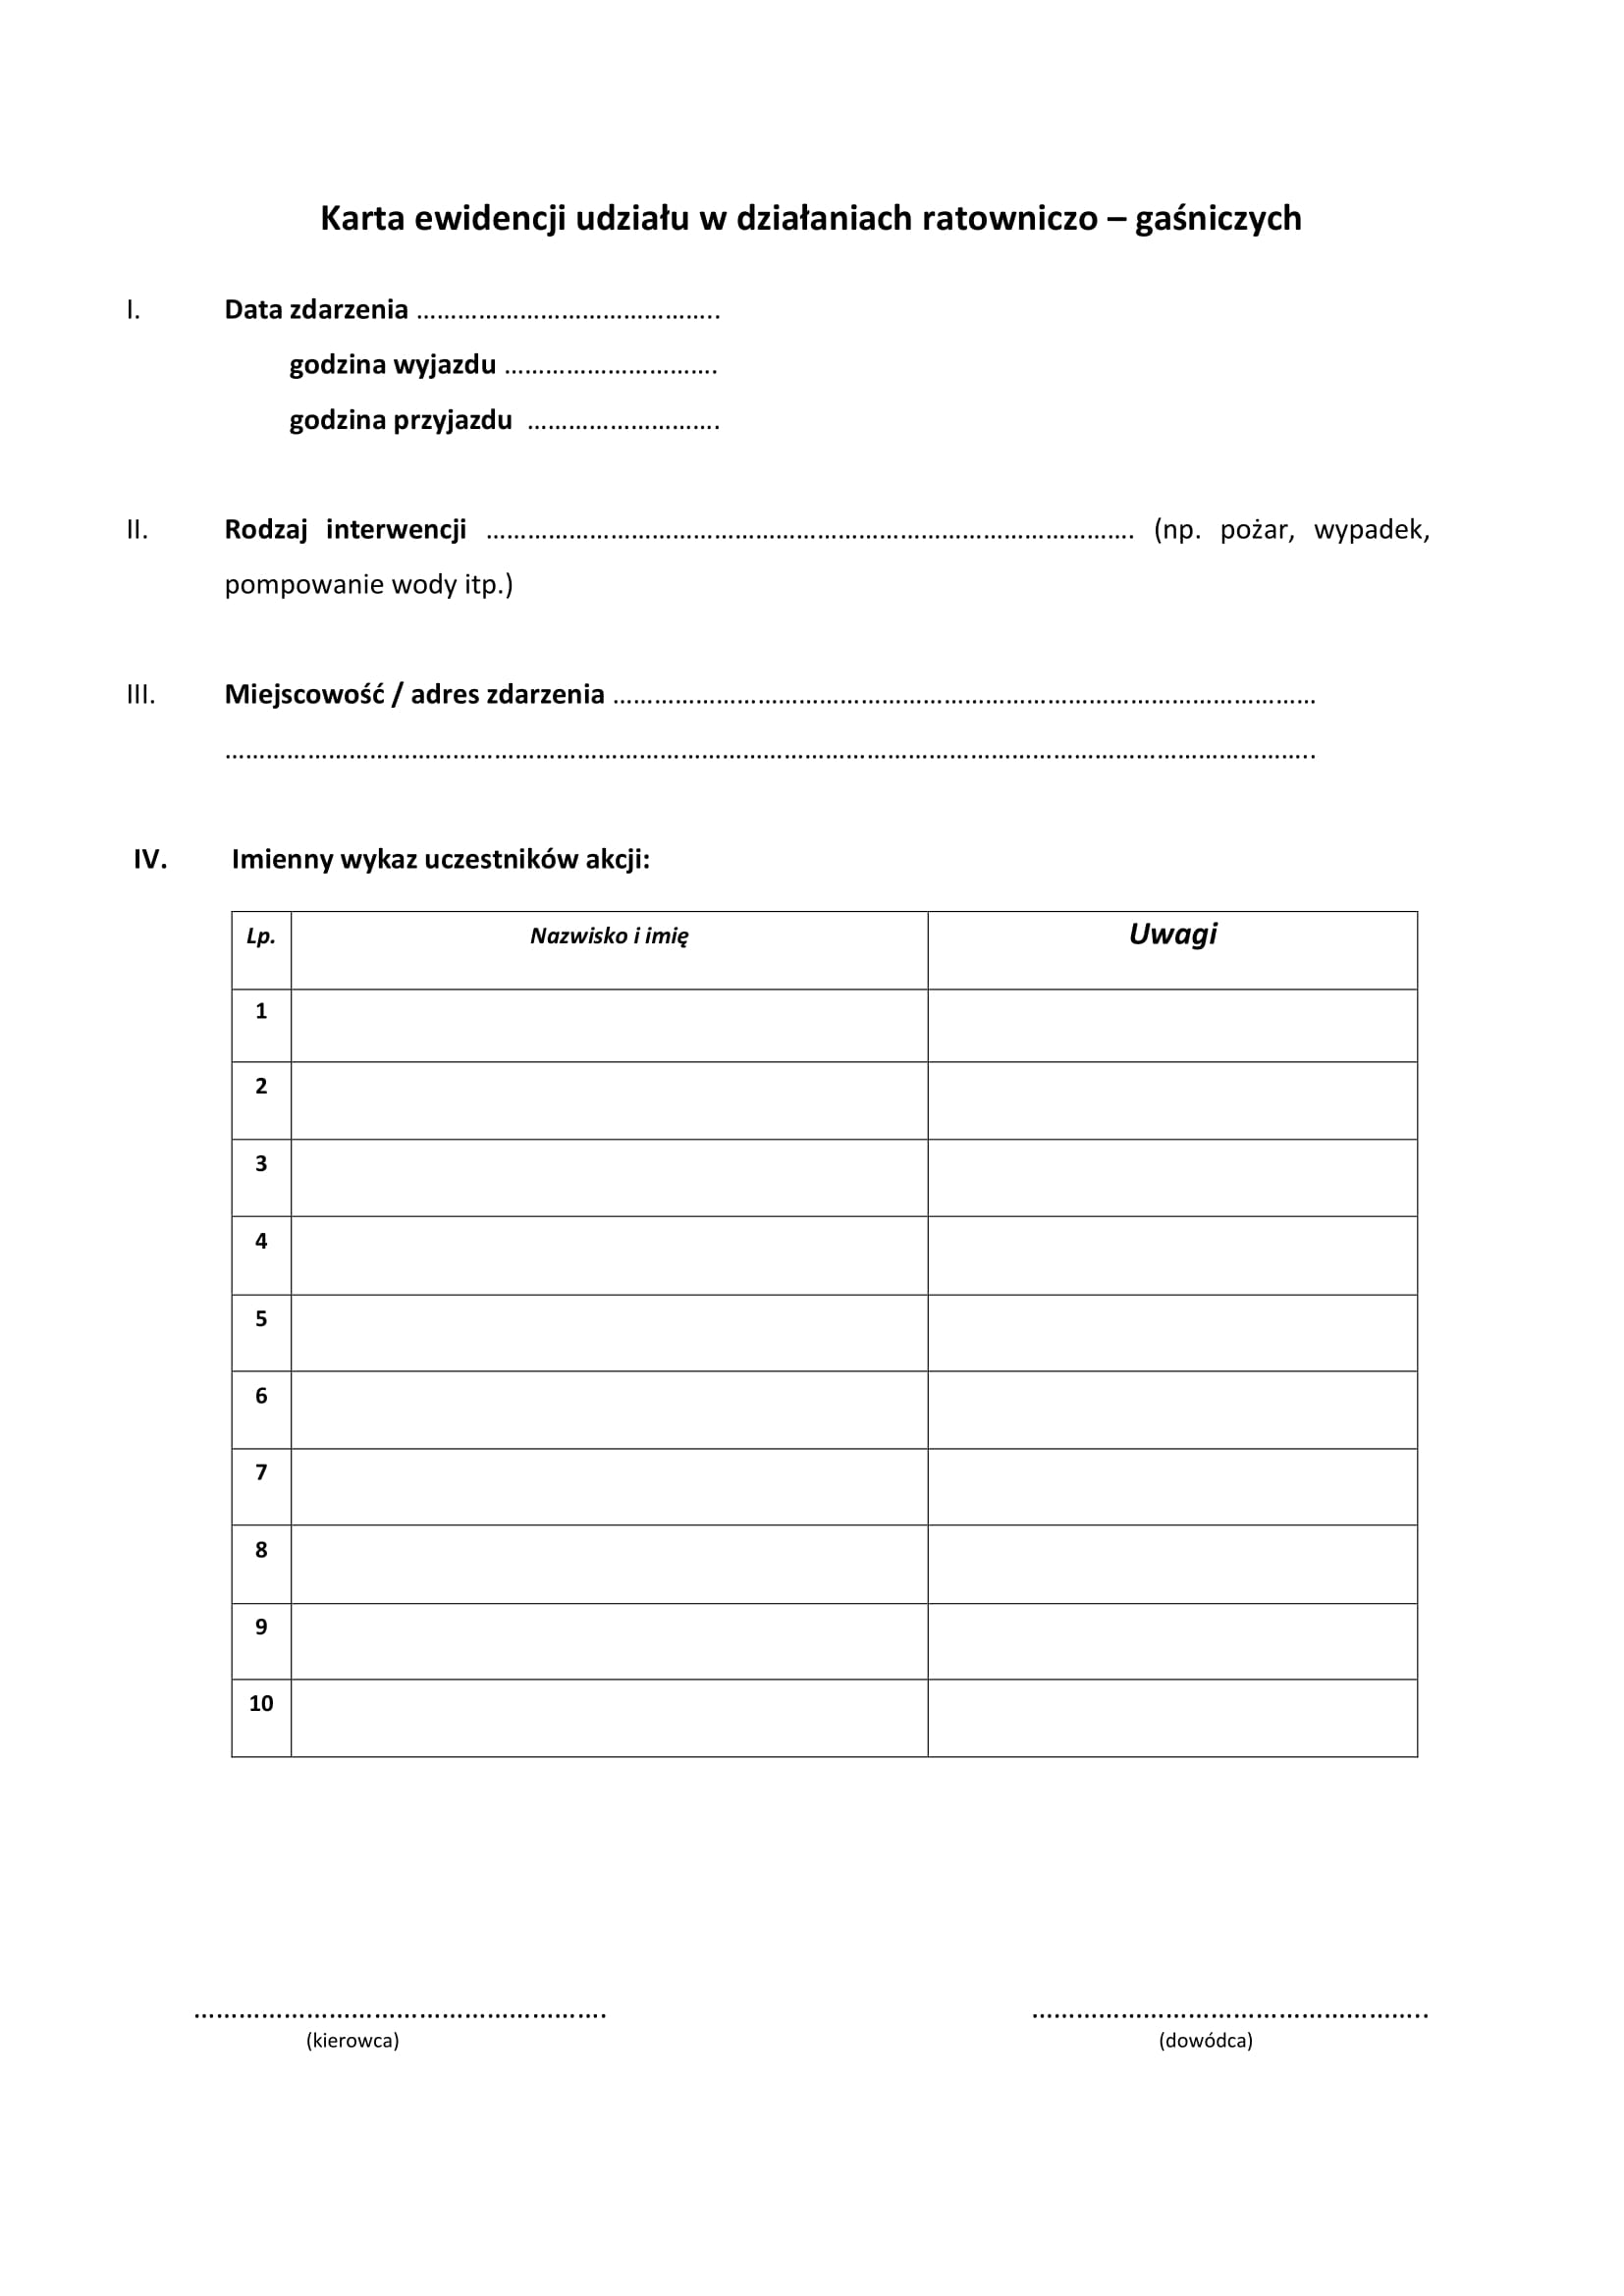 Karta ewidencji udziału w działaniach ratowniczo – gaśniczych
I. Data zdarzenia ……………………………………..
godzina wyjazdu ………………………….
godzina przyjazdu ……………………….
II. Rodzaj interwencji …………………………………………………………………………………. (np. pożar, wypadek,
pompowanie wody itp.)
III. Miejscowość / adres zdarzenia …………………………………………………………………………………………
…………………………………………………………………………………………………………………………………………..
IV. Imienny wykaz uczestników akcji:
Lp. Nazwisko i imię Uwagi
1
2
3
4
5
6
7
8
9
10
………………………………………………. ……………………………………………..
(kierowca) (dowódca)